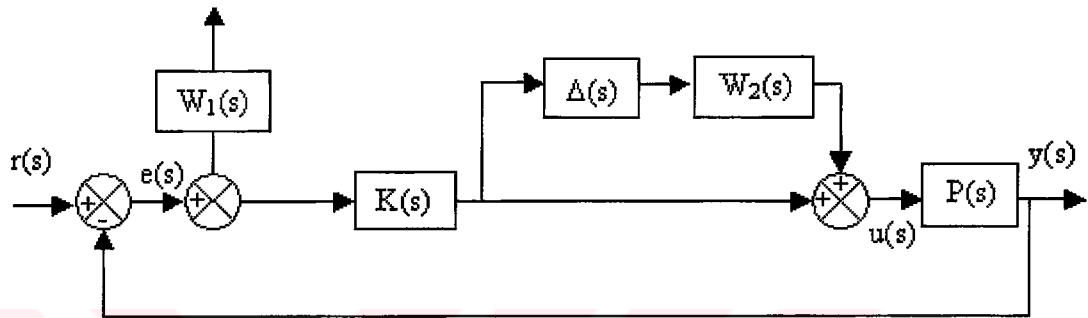 W₁(s)
Δ(s)
W₂(s)
r(s)
e(s)
K(s)
u(s)
P(s)
y(s)
+
-
+
+
+